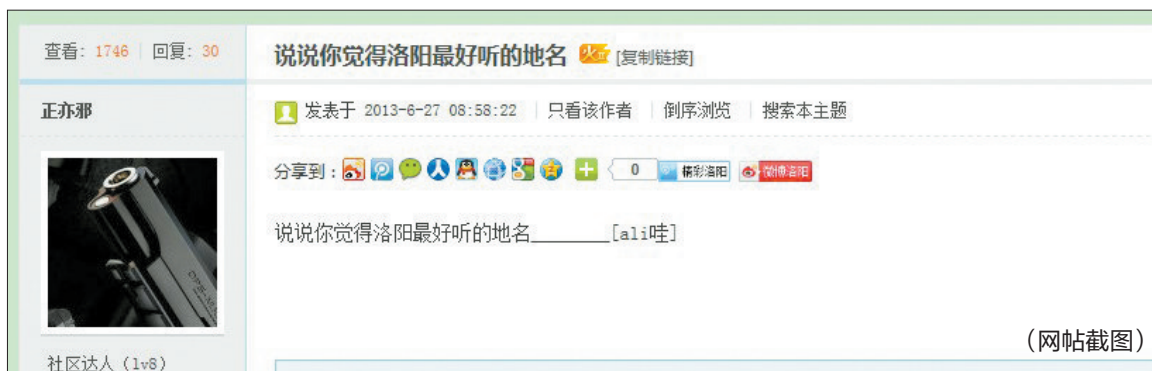 查看: 1746 回复: 30
说说你觉得洛阳最好听的地名 [复制链接]
正亦邪
发表于 2013-6-27 08:58:22 只看该作者 倒序浏览 搜索本主题
分享到: 0 精彩洛阳 微博洛阳
说说你觉得洛阳最好听的地名________[ali哇]
(网帖截图)
社区达人 (lv8)